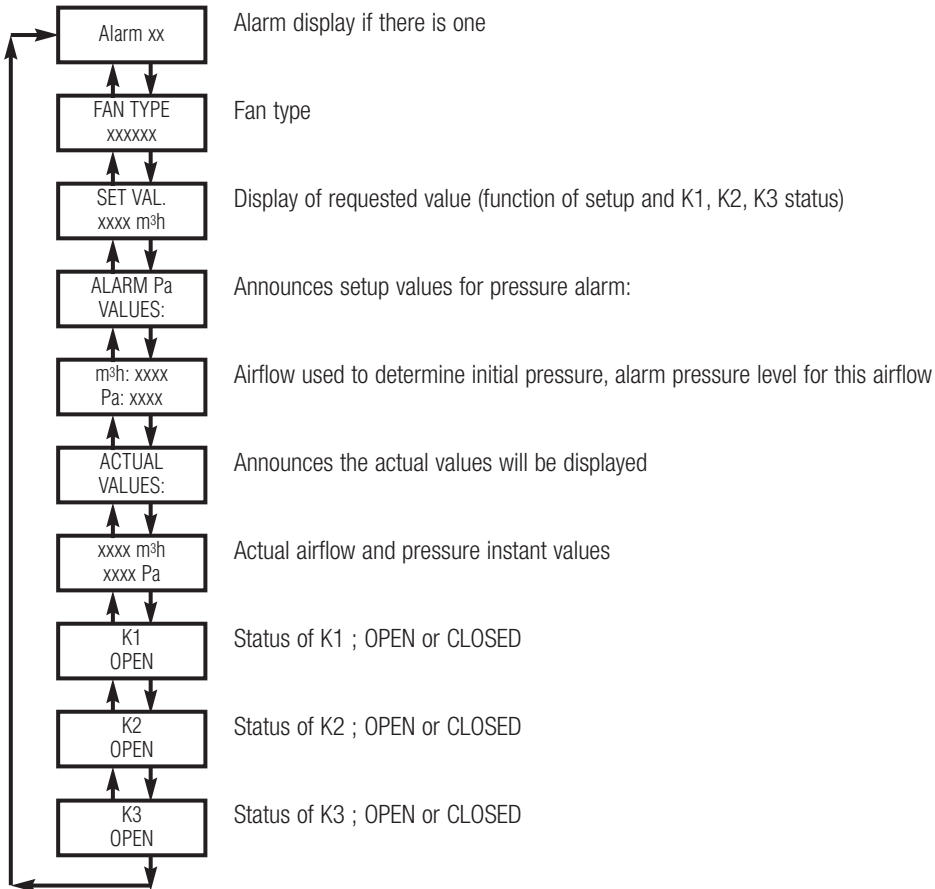 Alarm xx
Alarm display if there is one
FAN TYPE
xxxxxx
Fan type
SET VAL.
xxxx m³h
Display of requested value (function of setup and K1, K2, K3 status)
ALARM Pa
VALUES:
Announces setup values for pressure alarm:
m³h: xxxx
Pa: xxxx
Airflow used to determine initial pressure, alarm pressure level for this airflow
ACTUAL
VALUES:
Announces the actual values will be displayed
xxxx m³h
xxxx Pa
Actual airflow and pressure instant values
K1
OPEN
Status of K1 ; OPEN or CLOSED
K2
OPEN
Status of K2 ; OPEN or CLOSED
K3
OPEN
Status of K3 ; OPEN or CLOSED